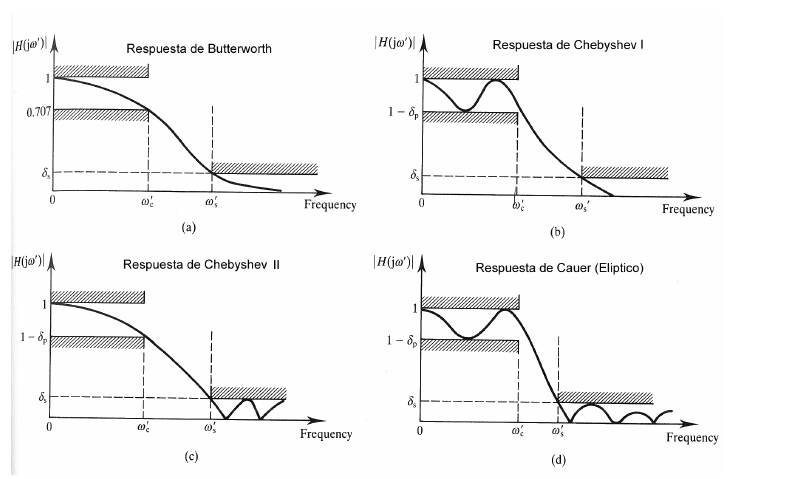 |H(jω')|
Respuesta de Butterworth
1
0.707
δs
0
ω'c
ω's
Frequency
(a)
|H(jω')|
Respuesta de Chebyshev I
1
1 − δp
δs
0
ω'c
ωs'
Frequency
(b)
|H(jω')|
Respuesta de Chebyshev II
1
1 − δp
δs
0
ω'c
ω's
Frequency
(c)
|H(jω')|
Respuesta de Cauer (Eliptico)
1
1 − δp
δs
0
ω'c
ω's
Frequency
(d)